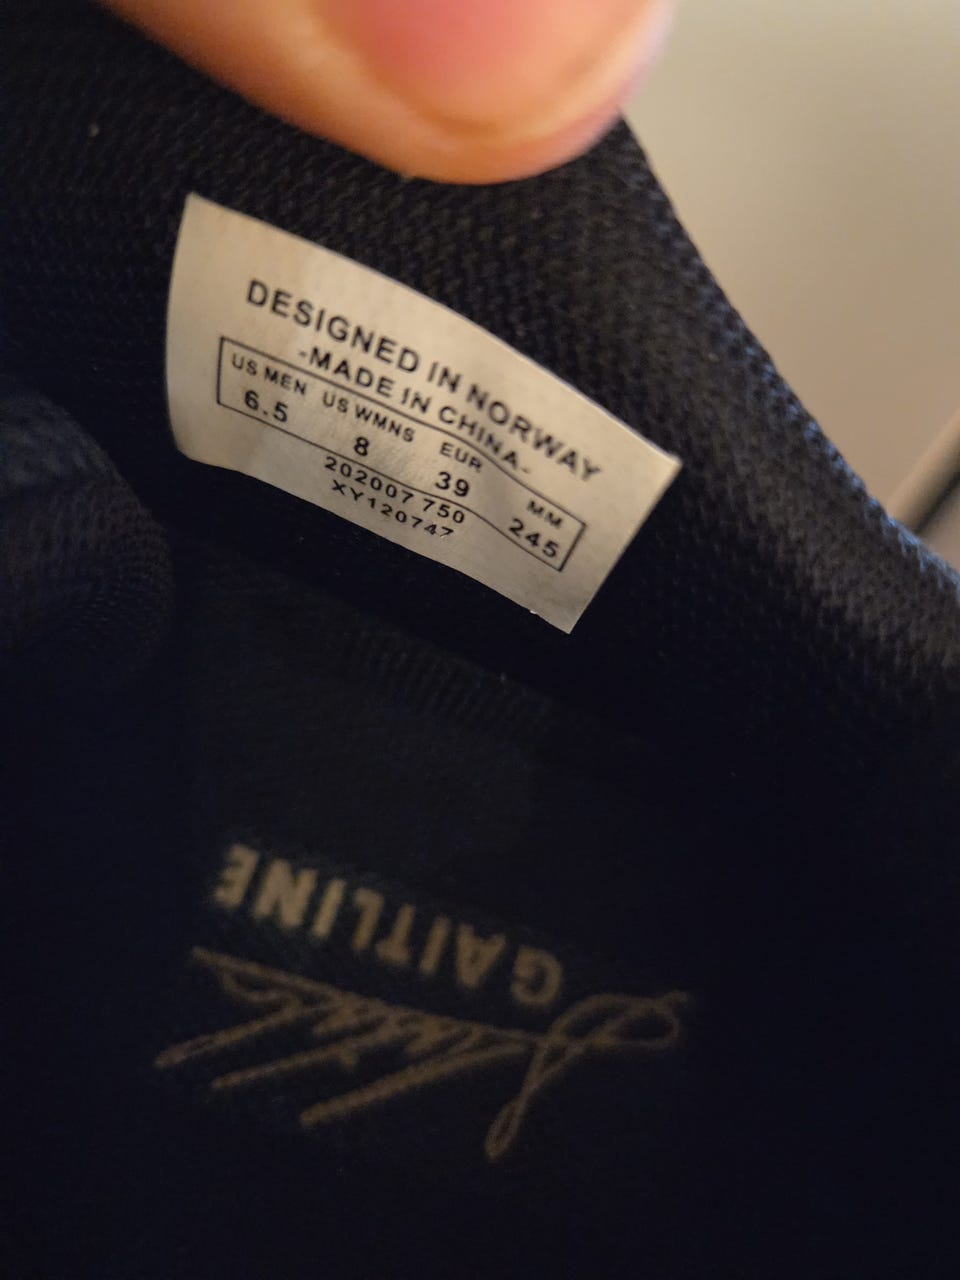 DESIGNED IN NORWAY
-MADE IN CHINA-
US MEN US WMNS EUR MM
6.5 8 39 245
202007 750
XY120747
GAITLINE